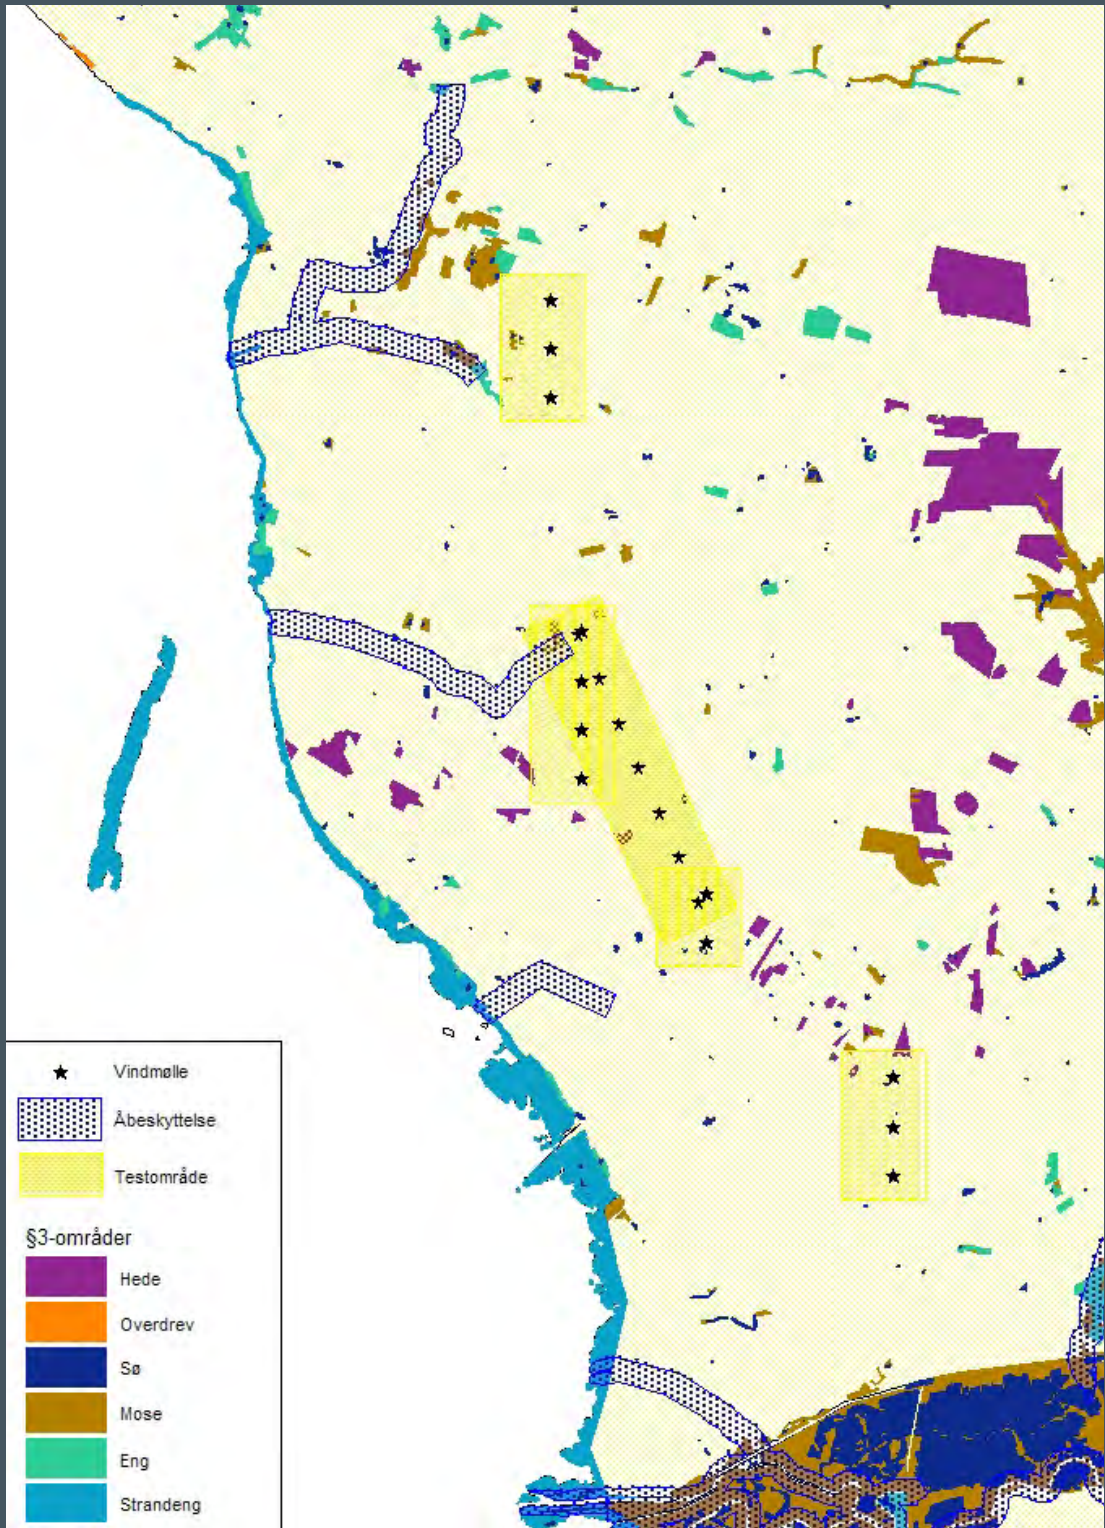 Vindmølle
Åbeskyttelse
Testområde
§3-områder
Hede
Overdrev
Sø
Mose
Eng
Strandeng